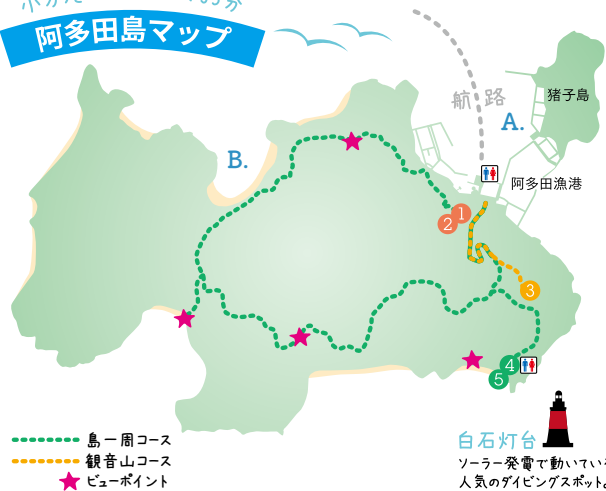 阿多田島マップ
航路
猪子島
A.
B.
阿多田漁港
1
2
3
4
5
島一周コース
観音山コース
ビューポイント
白石灯台
ソーラー発電で動いている
人気のダイビングスポット。